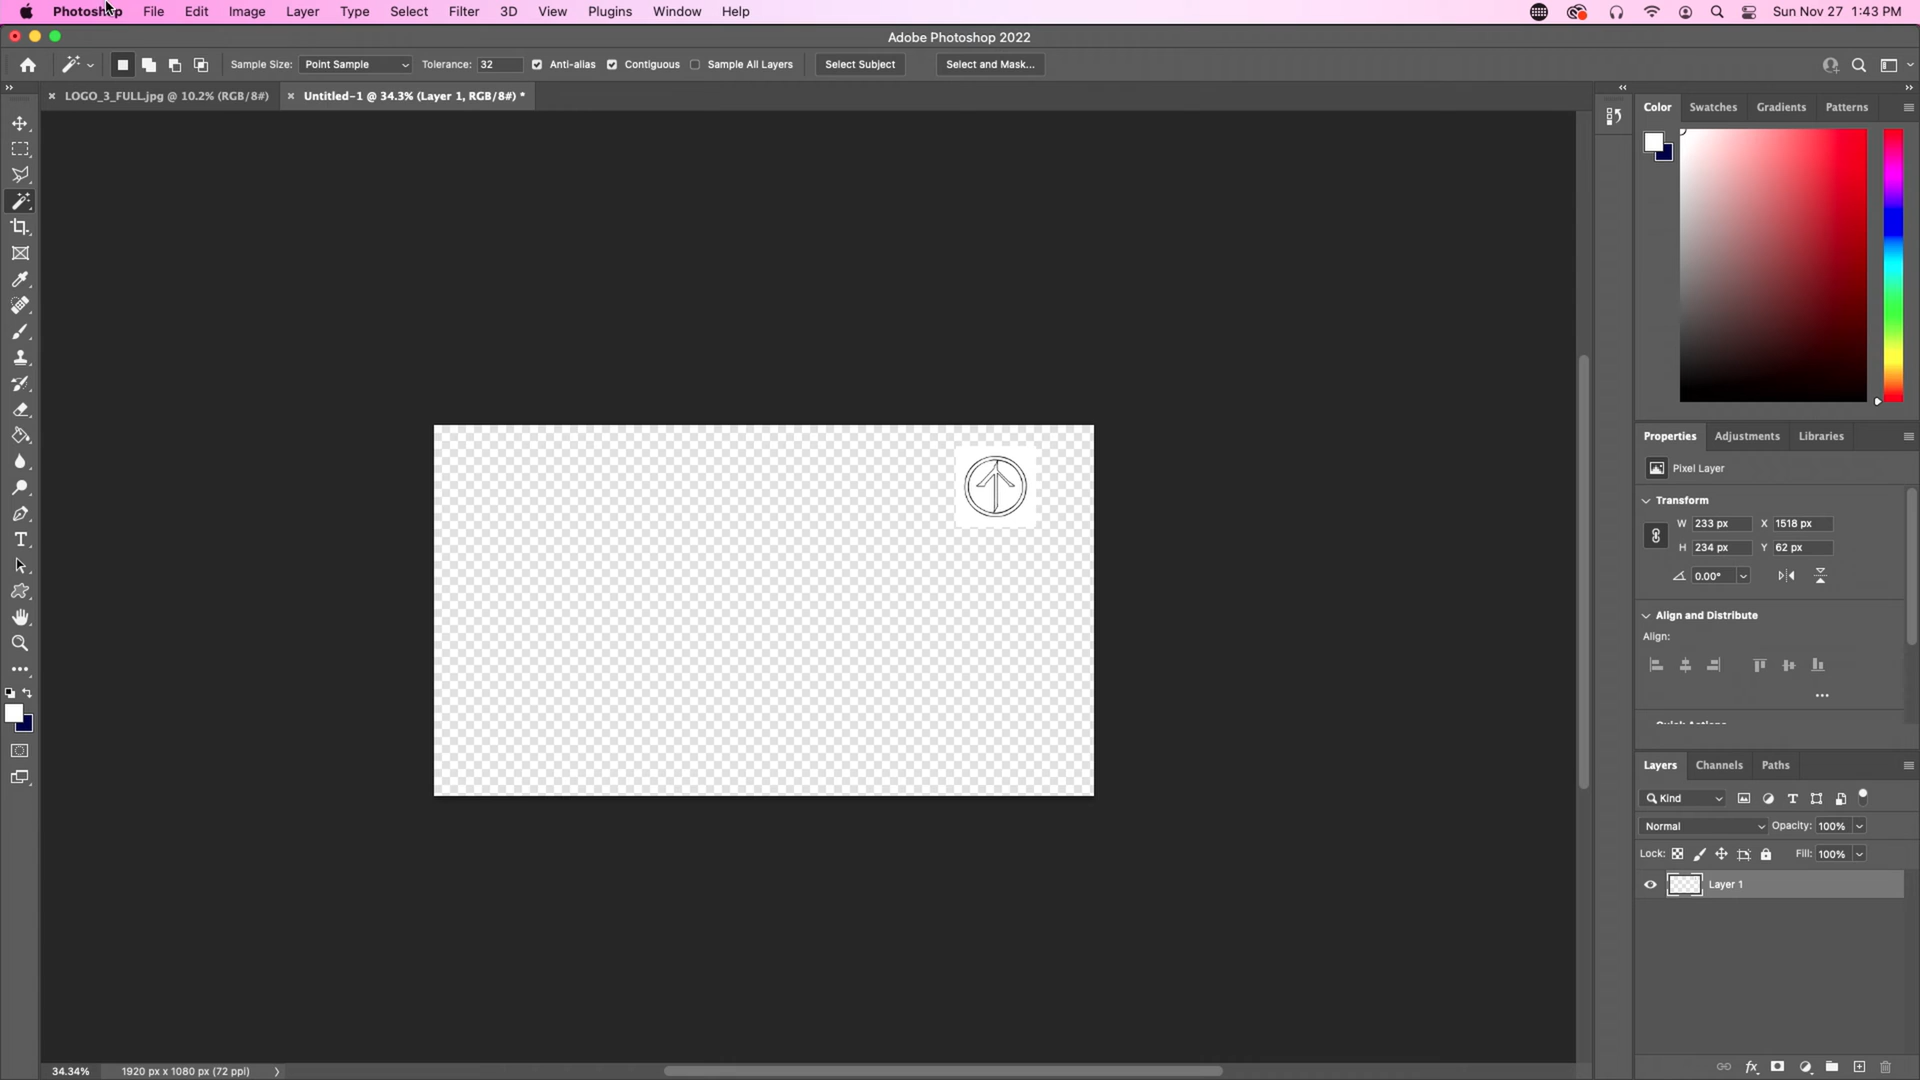 Photoshop File Edit Image Layer Type Select Filter 3D View Plugins Window Help Sun Nov 27 1:43 PM
Adobe Photoshop 2022
Sample Size: Point Sample Tolerance: 32 Anti-alias Contiguous Sample All Layers Select Subject Select and Mask...
LOGO_3_FULL.jpg @ 10.2% (RGB/8#) Untitled-1 @ 34.3% (Layer 1, RGB/8#) *
Color Swatches Gradients Patterns
Properties Adjustments Libraries
Pixel Layer
Transform
W 233 px X 1518 px
H 234 px Y 62 px
0.00°
Align and Distribute
Align:
Quick Actions
Layers Channels Paths
Kind
Normal Opacity: 100%
Lock: Fill: 100%
Layer 1
34.34% 1920 px x 1080 px (72 ppi)